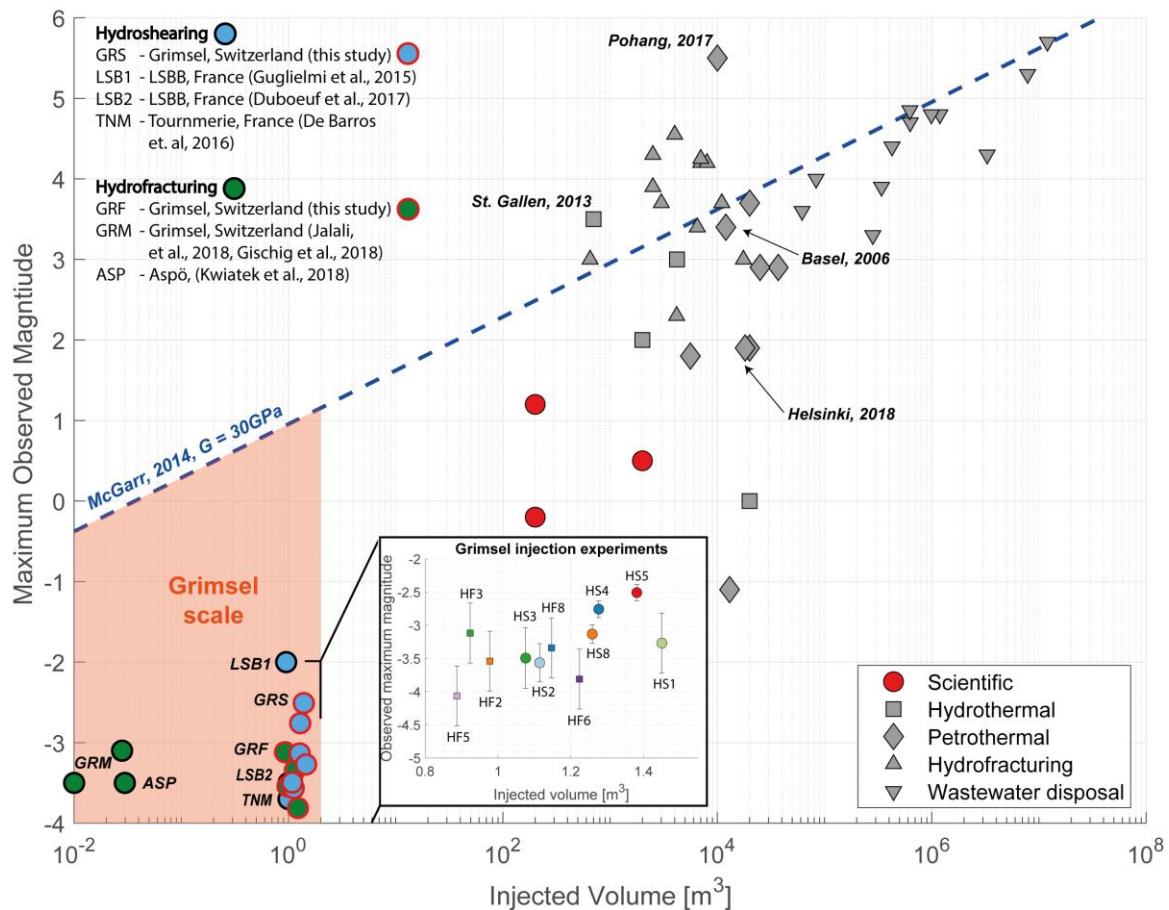 Hydroshearing
GRS - Grimsel, Switzerland (this study)
LSB1 - LSBB, France (Guglielmi et al., 2015)
LSB2 - LSBB, France (Duboeuf et al., 2017)
TNM - Tournmerie, France (De Barros
et. al, 2016)
Hydrofracturing
GRF - Grimsel, Switzerland (this study)
GRM - Grimsel, Switzerland (Jalali,
et al., 2018, Gischig et al., 2018)
ASP - Aspö, (Kwiatek et al., 2018)
Pohang, 2017
St. Gallen, 2013
Basel, 2006
Helsinki, 2018
McGarr, 2014, G = 30GPa
Grimsel
scale
LSB1
GRS
GRF
GRM
LSB2
ASP
TNM
Grimsel injection experiments
Observed maximum magnitude
-2
-2.5
-3
-3.5
-4
-4.5
-5
HF3
HF5
HF2
HS3
HS2
HF8
HF6
HS4
HS8
HS5
HS1
0.8
1
1.2
1.4
Injected volume [m³]
Scientific
Hydrothermal
Petrothermal
Hydrofracturing
Wastewater disposal
Maximum Observed Magntiude
6
5
4
3
2
1
0
-1
-2
-3
-4
10⁻²
10⁰
10²
10⁴
10⁶
10⁸
Injected Volume [m³]